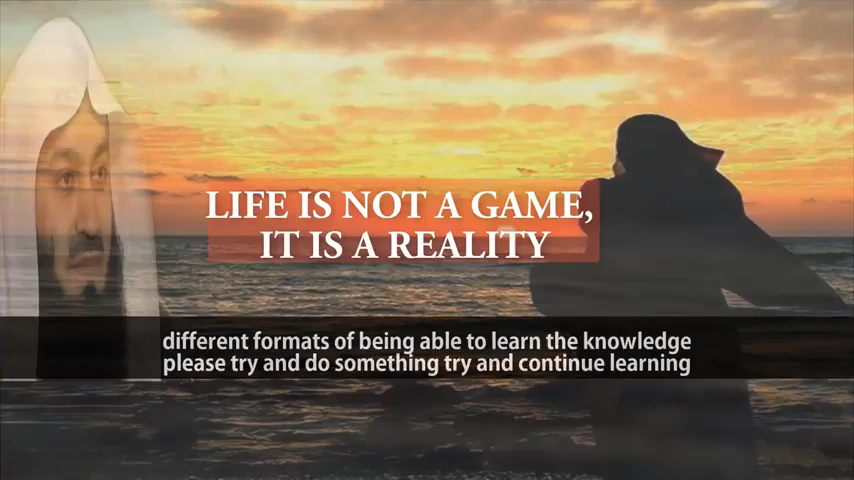 LIFE IS NOT A GAME,
IT IS A REALITY
different formats of being able to learn the knowledge
please try and do something try and continue learning